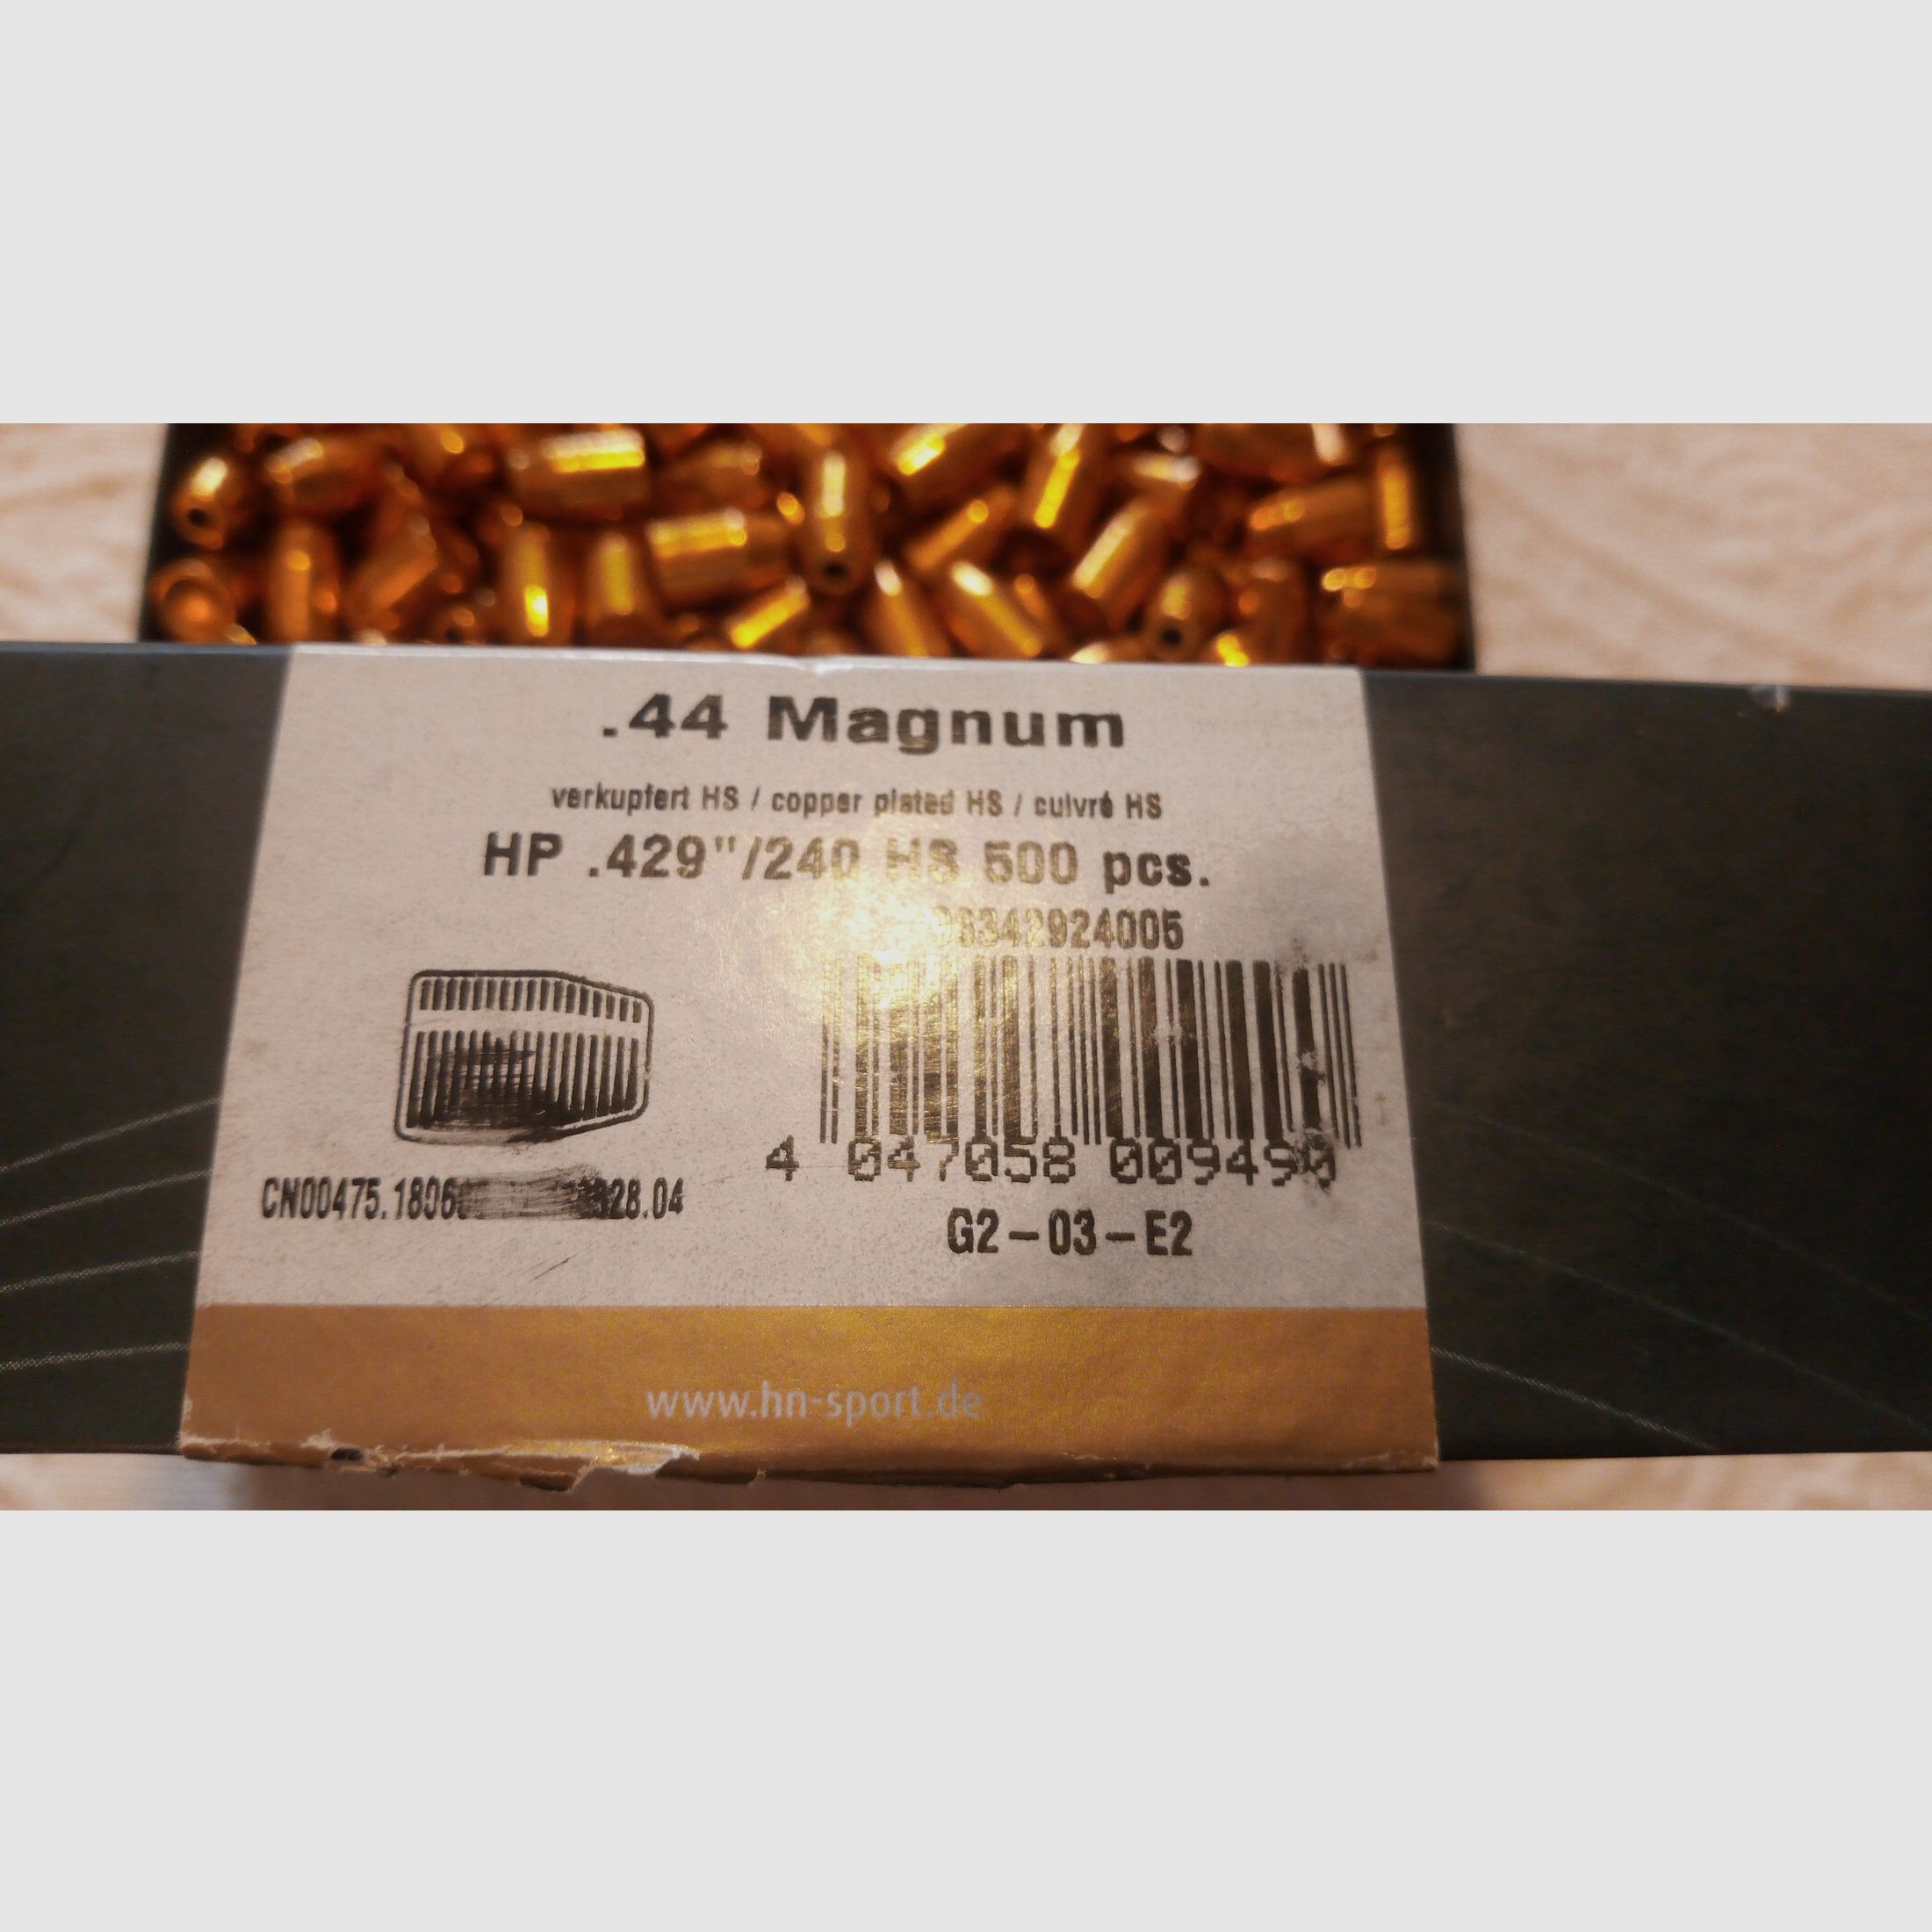 .44 Magnum
verkupfert HS / copper plated HS / cuivré HS
HP .429"/240 HS 500 pcs.
4 047058 009490
G2-03-E2
www.hn-sport.de